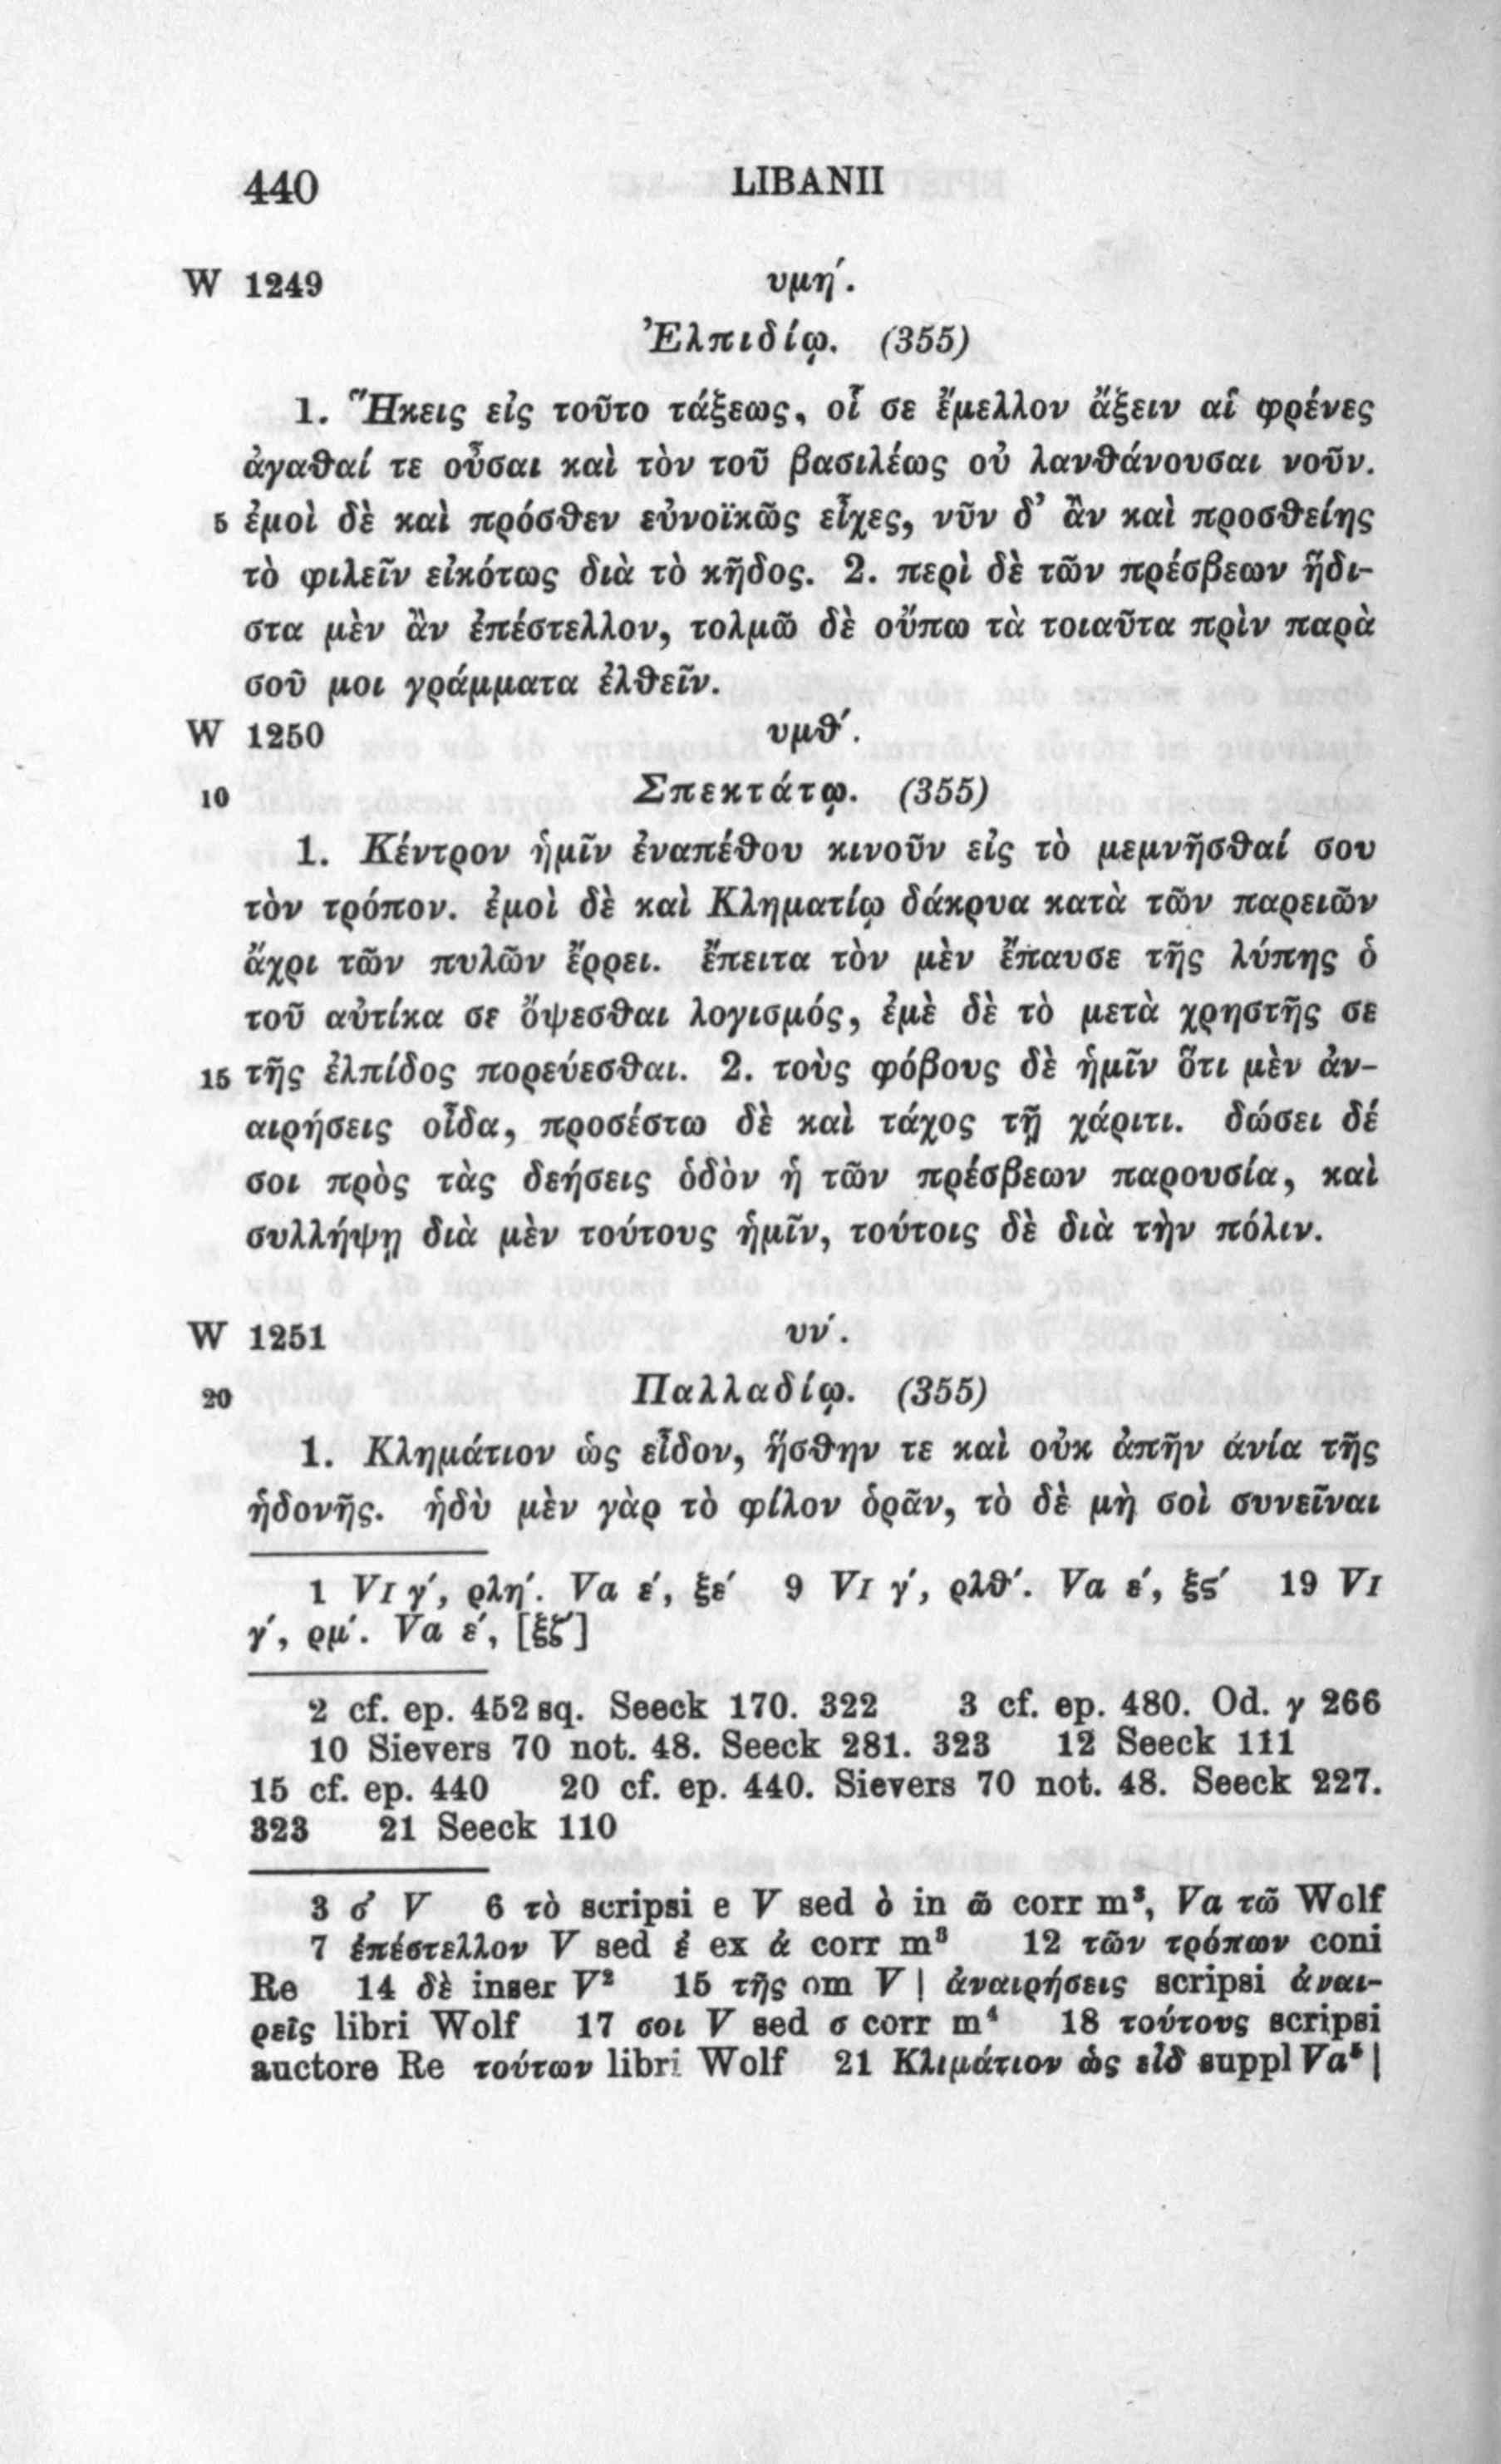 440 LIBANII
W 1249 υμη΄.
Ἐλπιδίῳ. (355)
1. Ἥκεις εἰς τοῦτο τάξεως, οἷ σε ἔμελλον ἄξειν αἱ φρένες
ἀγαθαί τε οὖσαι καὶ τὸν τοῦ βασιλέως οὐ λανθάνουσαι νοῦν.
5 ἐμοὶ δὲ καὶ πρόσθεν εὐνοϊκῶς εἶχες, νῦν δ’ ἂν καὶ προσθείης
τὸ φιλεῖν εἰκότως διὰ τὸ κῆδος. 2. περὶ δὲ τῶν πρέσβεων ἥδι-
στα μὲν ἂν ἐπέστελλον, τολμῶ δὲ οὔπω τὰ τοιαῦτα πρὶν παρὰ
σοῦ μοι γράμματα ἐλθεῖν.
W 1250 υμθ΄.
10 Σπεκτάτῳ. (355)
1. Κέντρον ἡμῖν ἐναπέθου κινοῦν εἰς τὸ μεμνῆσθαί σου
τὸν τρόπον. ἐμοὶ δὲ καὶ Κληματίῳ δάκρυα κατὰ τῶν παρειῶν
ἄχρι τῶν πυλῶν ἔρρει. ἔπειτα τὸν μὲν ἔπαυσε τῆς λύπης ὁ
τοῦ αὐτίκα σε ὄψεσθαι λογισμός, ἐμὲ δὲ τὸ μετὰ χρηστῆς σε
15 τῆς ἐλπίδος πορεύεσθαι. 2. τοὺς φόβους δὲ ἡμῖν ὅτι μὲν ἀν-
αιρήσεις οἶδα, προσέστω δὲ καὶ τάχος τῇ χάριτι. δώσει δέ
σοι πρὸς τὰς δεήσεις ὁδὸν ἡ τῶν πρέσβεων παρουσία, καὶ
συλλήψῃ διὰ μὲν τούτους ἡμῖν, τούτοις δὲ διὰ τὴν πόλιν.
W 1251 υν΄.
20 Παλλαδίῳ. (355)
1. Κλημάτιον ὡς εἶδον, ἥσθην τε καὶ οὐκ ἀπῆν ἀνία τῆς
ἡδονῆς. ἡδὺ μὲν γὰρ τὸ φίλον ὁρᾶν, τὸ δὲ μὴ σοὶ συνεῖναι
1 VI γ΄, ρλη΄. Va ε΄, ξε΄ 9 VI γ΄, ρλθ΄. Va ε΄, ξς΄ 19 VI
γ΄, ρμ΄. Va ε΄, [ξζ΄]
2 cf. ep. 452 sq. Seeck 170. 322 3 cf. ep. 480. Od. γ 266
10 Sievers 70 not. 48. Seeck 281. 323 12 Seeck 111
15 cf. ep. 440 20 cf. ep. 440. Sievers 70 not. 48. Seeck 227.
323 21 Seeck 110
3 σ’ V 6 τὸ scripsi e V sed ὸ in ῶ corr m³, Va τῶ Wolf
7 ἐπέστελλον V sed ἐ ex ἀ corr m³ 12 τῶν τρόπων coni
Re 14 δὲ inser V² 15 τῆς om V | ἀναιρήσεις scripsi ἀναι-
ρεῖς libri Wolf 17 σοι V sed σ corr m⁴ 18 τούτους scripsi
auctore Re τούτων libri Wolf 21 Κλιμάτιον ὡς εἶδ suppl Va⁵ |